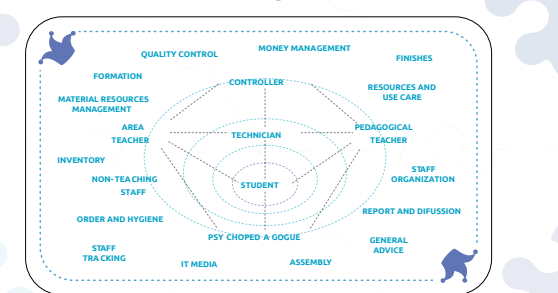 MONEY MANAGEMENT
QUALITY CONTROL
FINISHES
FORMATION
CONTROLLER
RESOURCES AND
USE CARE
MATERIAL RESOURCES
MANAGEMENT
AREA
TEACHER
TECHNICIAN
PEDAGOGICAL
TEACHER
INVENTORY
STAFF
ORGANIZATION
NON-TEACHING
STAFF
STUDENT
ORDER AND HYGIENE
REPORT AND DIFUSSION
PSY CHOPED A GOGUE
GENERAL
ADVICE
STAFF
TRACKING
IT MEDIA
ASSEMBLY